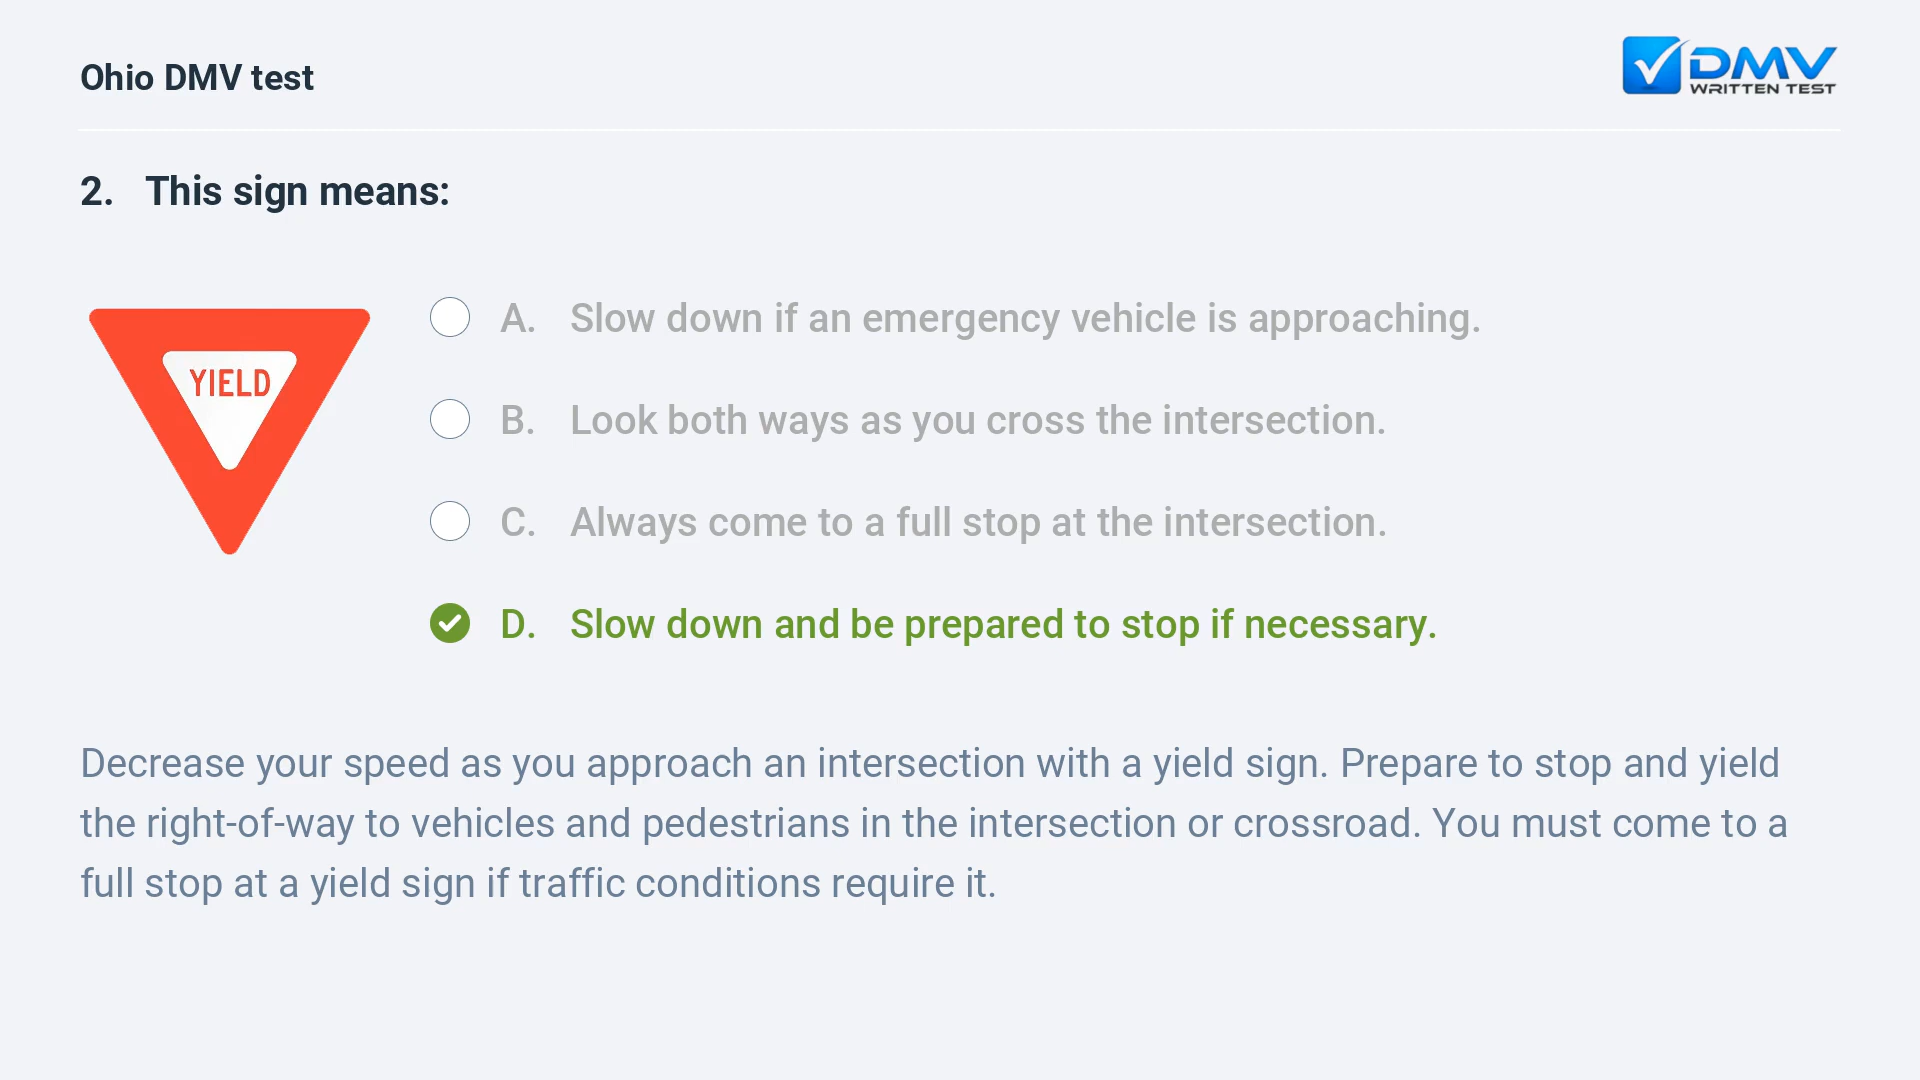 Ohio DMV test
DMV
WRITTEN TEST
2. This sign means:
YIELD
A. Slow down if an emergency vehicle is approaching.
B. Look both ways as you cross the intersection.
C. Always come to a full stop at the intersection.
D. Slow down and be prepared to stop if necessary.
Decrease your speed as you approach an intersection with a yield sign. Prepare to stop and yield
the right-of-way to vehicles and pedestrians in the intersection or crossroad. You must come to a
full stop at a yield sign if traffic conditions require it.